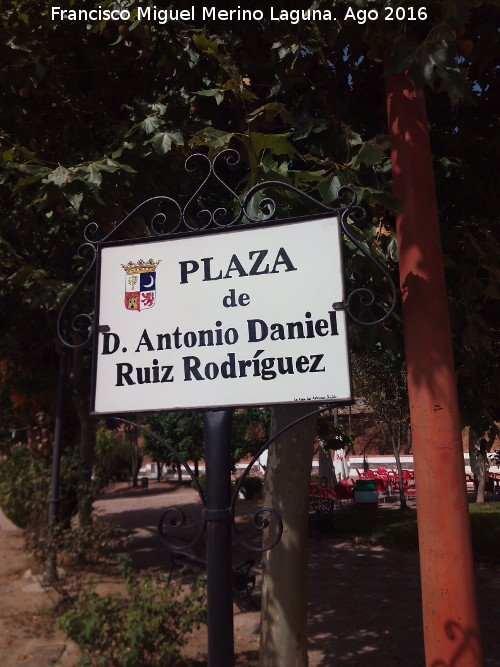 Francisco Miguel Merino Laguna. Ago 2016
PLAZA
de
D. Antonio Daniel
Ruiz Rodríguez